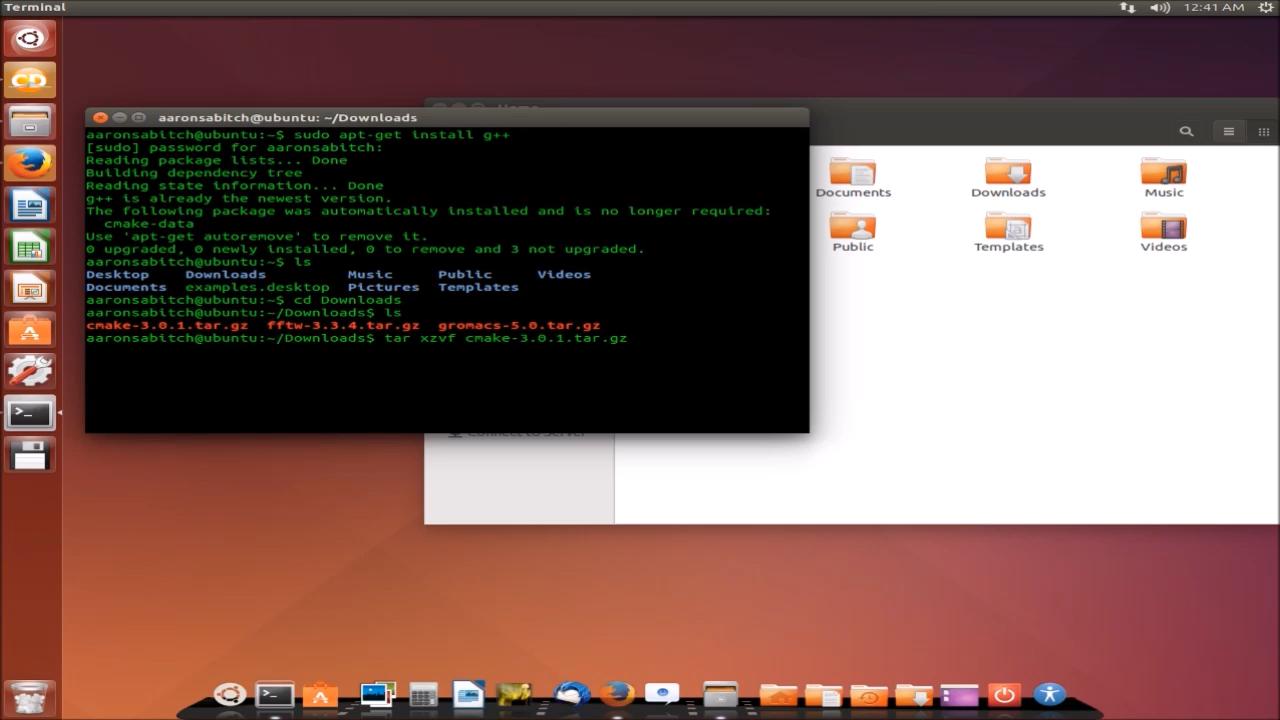 Terminal
12:41 AM
aaronsabitch@ubuntu: ~/Downloads
aaronsabitch@ubuntu:~$ sudo apt-get install g++
[sudo] password for aaronsabitch:
Reading package lists... Done
Building dependency tree
Reading state information... Done
g++ is already the newest version.
The following package was automatically installed and is no longer required:
  cmake-data
Use 'apt-get autoremove' to remove it.
0 upgraded, 0 newly installed, 0 to remove and 3 not upgraded.
aaronsabitch@ubuntu:~$ ls
Desktop Downloads Music Public Videos
Documents examples.desktop Pictures Templates
aaronsabitch@ubuntu:~$ cd Downloads
aaronsabitch@ubuntu:~/Downloads$ ls
cmake-3.0.1.tar.gz fftw-3.3.4.tar.gz gromacs-5.0.tar.gz
aaronsabitch@ubuntu:~/Downloads$ tar xzvf cmake-3.0.1.tar.gz
Documents Downloads Music
Public Templates Videos